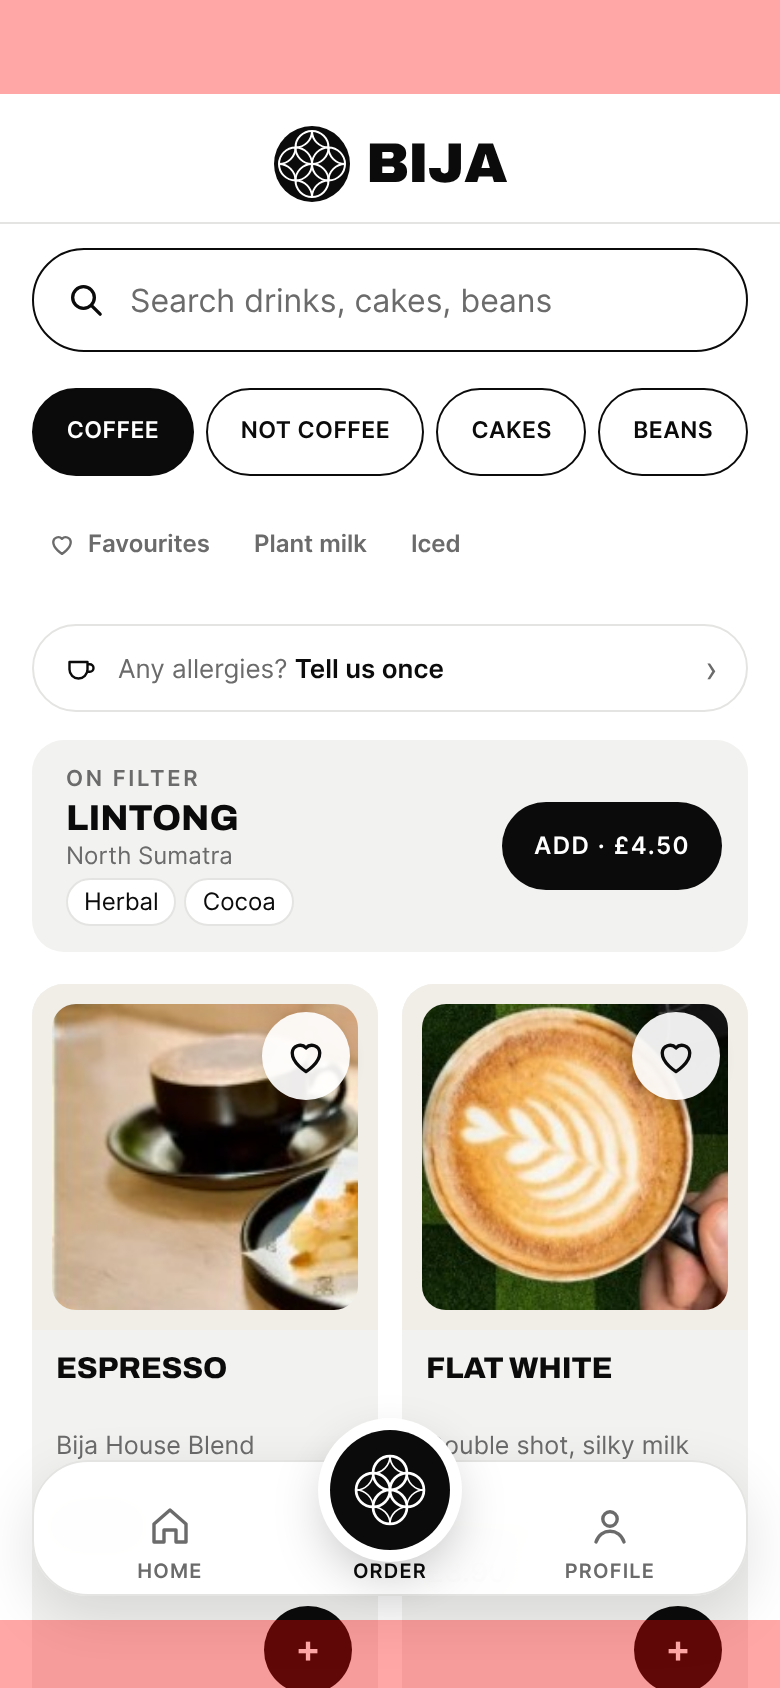 BIJA
Search drinks, cakes, beans
COFFEE
NOT COFFEE
CAKES
BEANS
Favourites
Plant milk
Iced
Any allergies? Tell us once
ON FILTER
LINTONG
North Sumatra
Herbal
Cocoa
ADD · £4.50
ESPRESSO
FLAT WHITE
Bija House Blend
shot, silky milk
HOME
ORDER
PROFILE
+
+